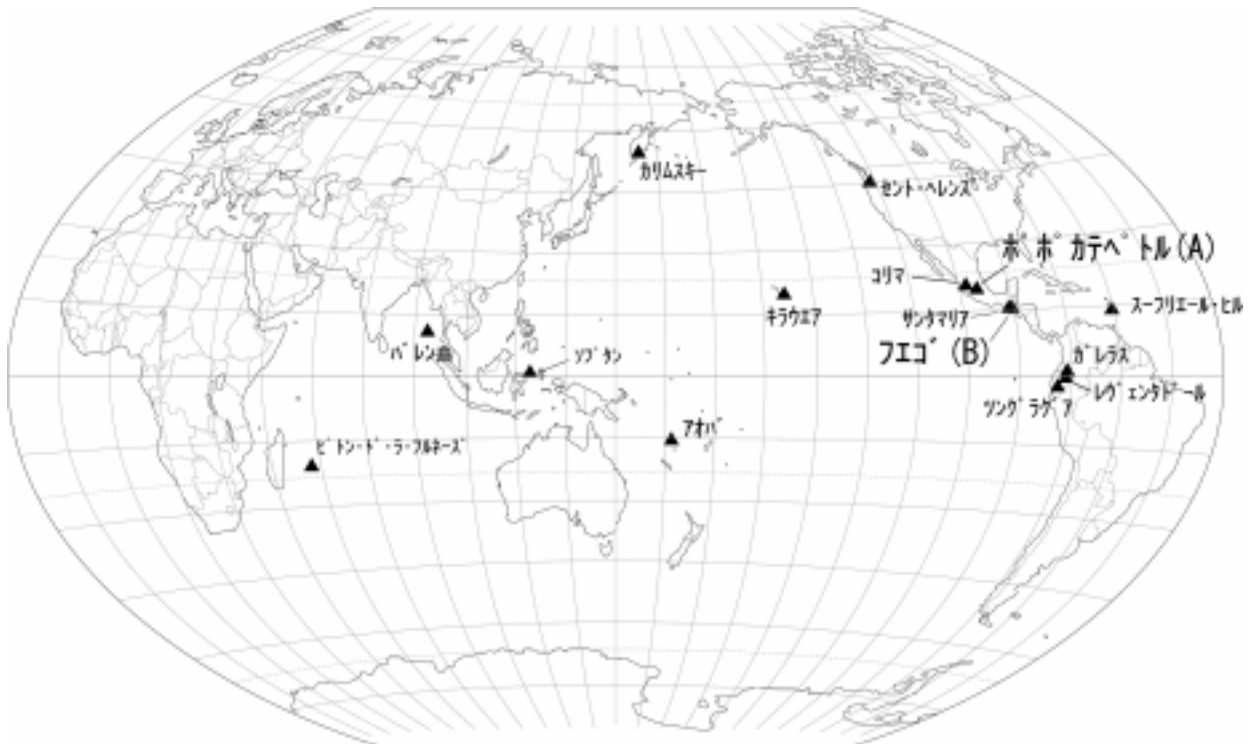 カリムスキー
セント・ヘレンズ
ポポカテペトル(A)
コリマ
キラウエア
サンタマリア
スーフリエール・ヒル
バレン島
ソプタン
フエゴ(B)
ガレラス
レヴェンタドール
ツングラグア
アオバ
ピトン・ド・ラ・フルネーズ